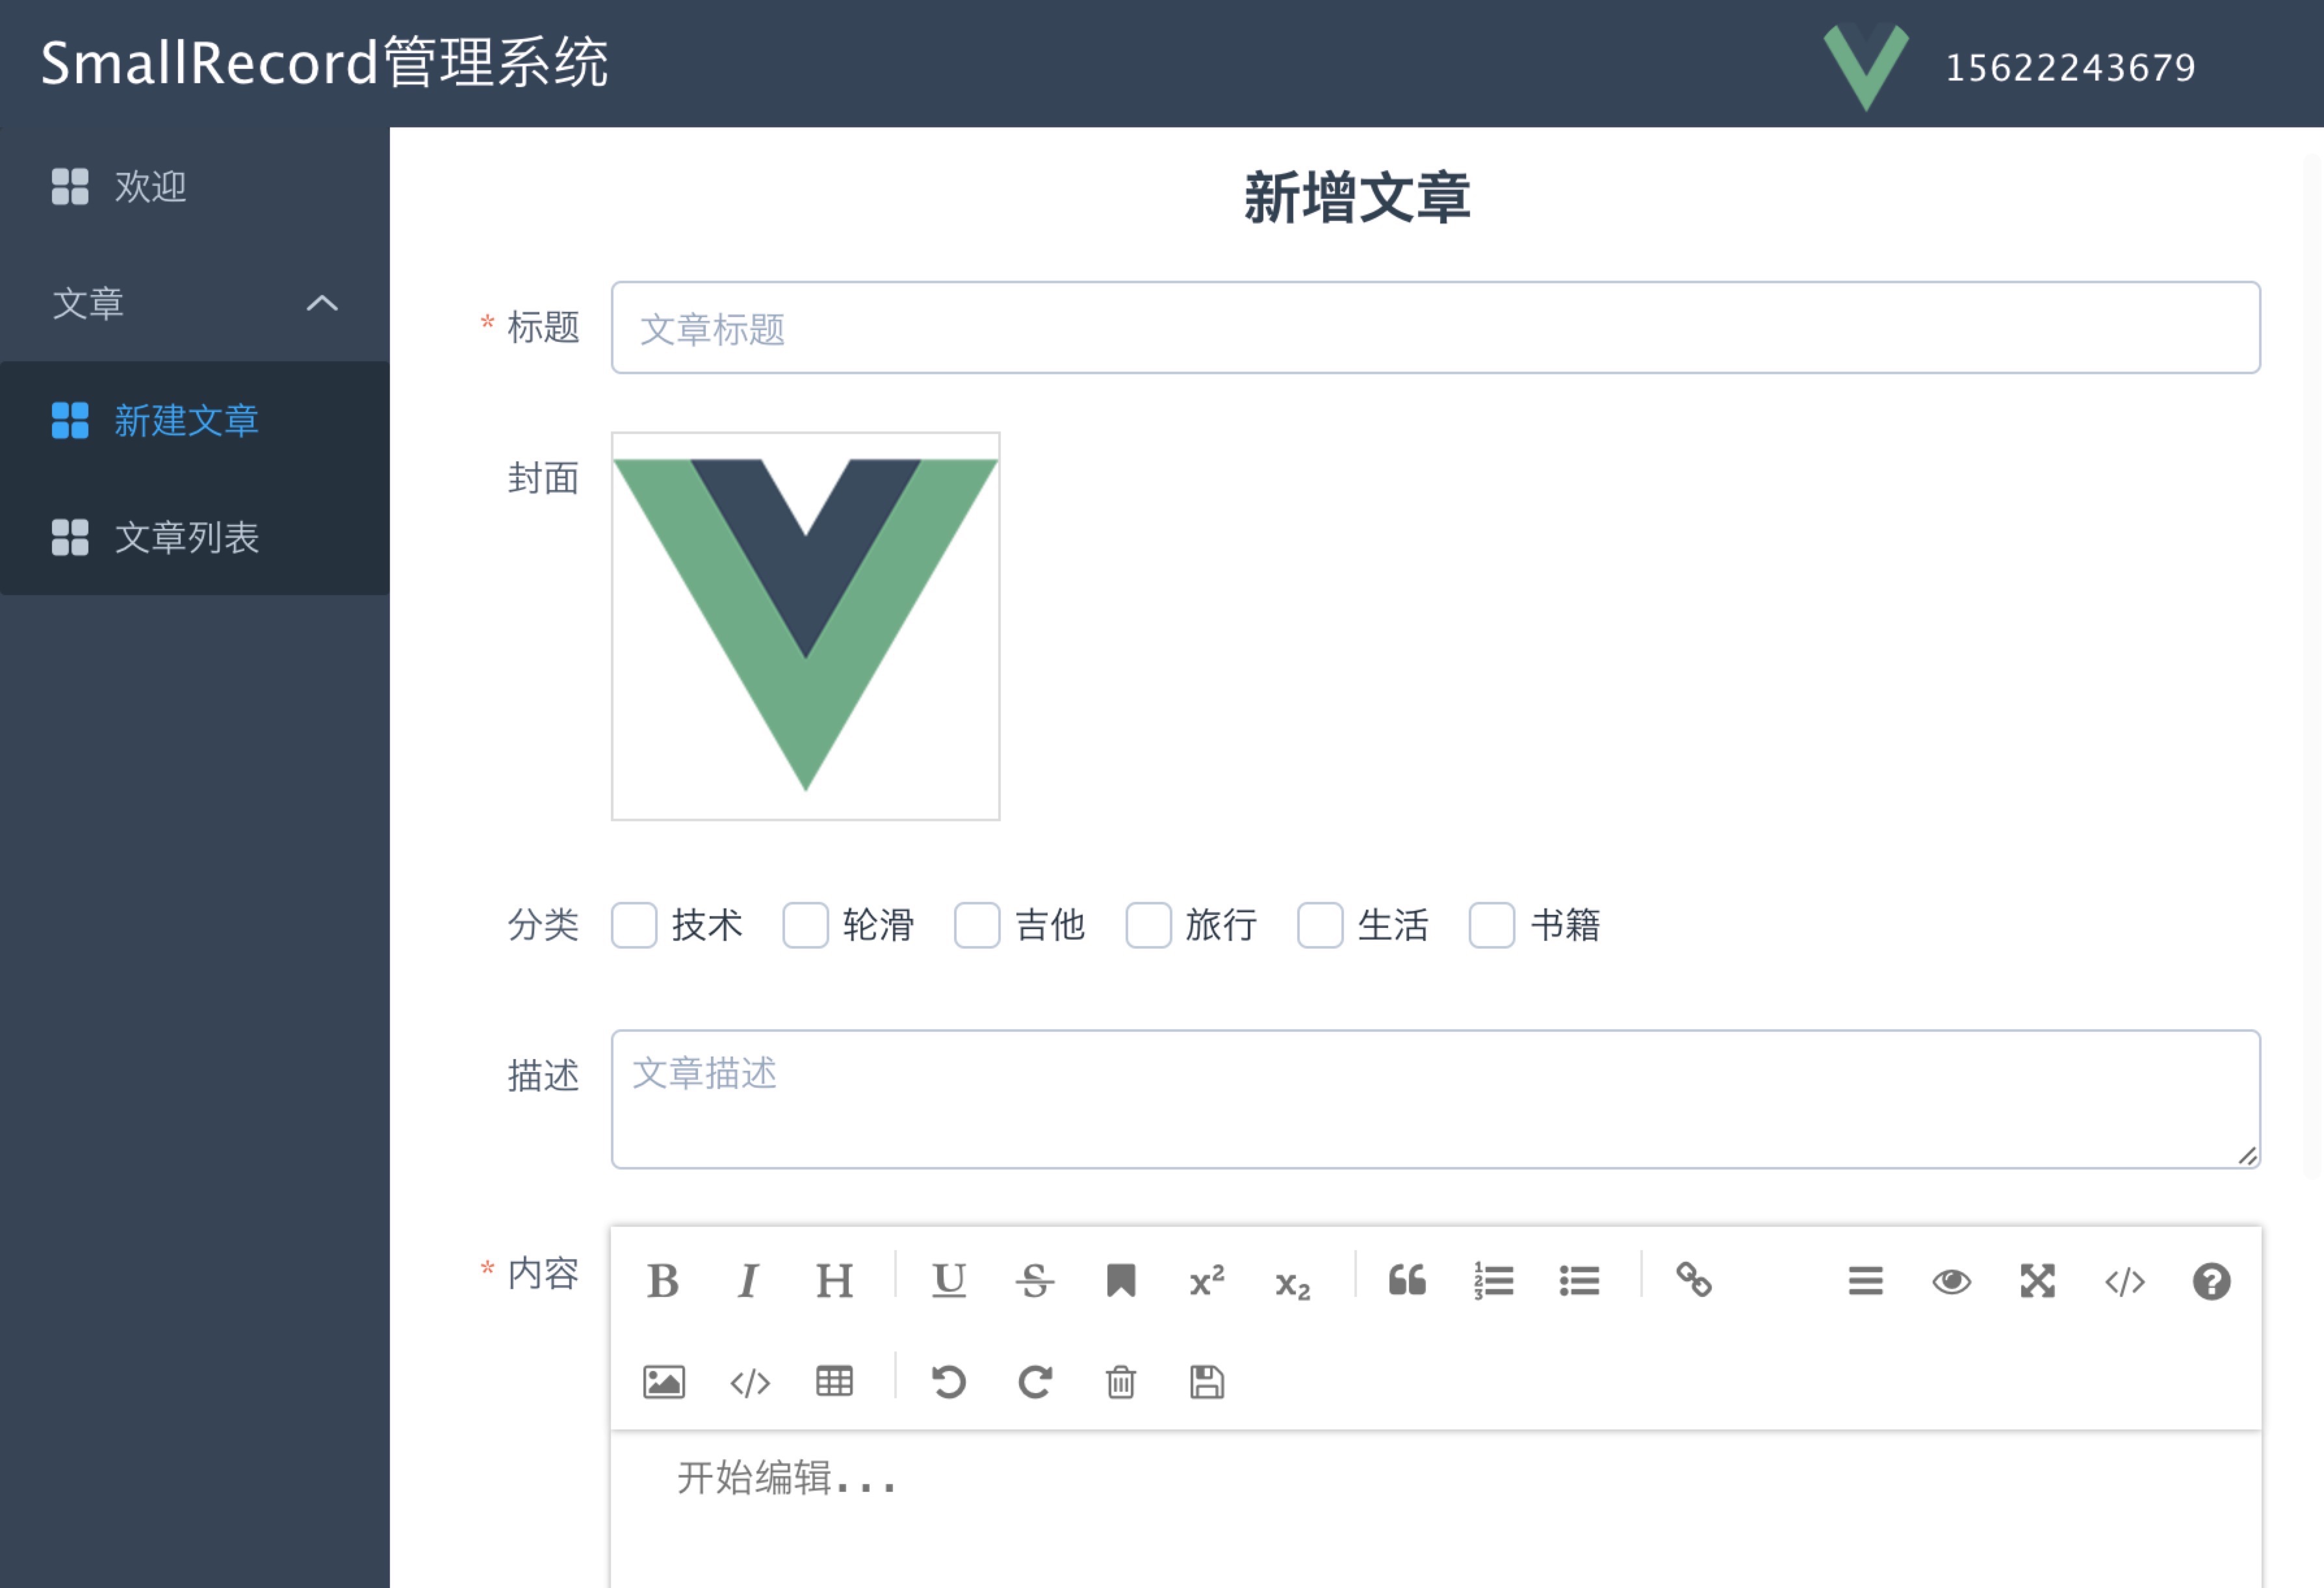 SmallRecord管理系统
15622243679
欢迎
文章
新建文章
文章列表
新增文章
* 标题
文章标题
封面
分类 技术 轮滑 吉他 旅行 生活 书籍
描述
文章描述
* 内容
开始编辑...